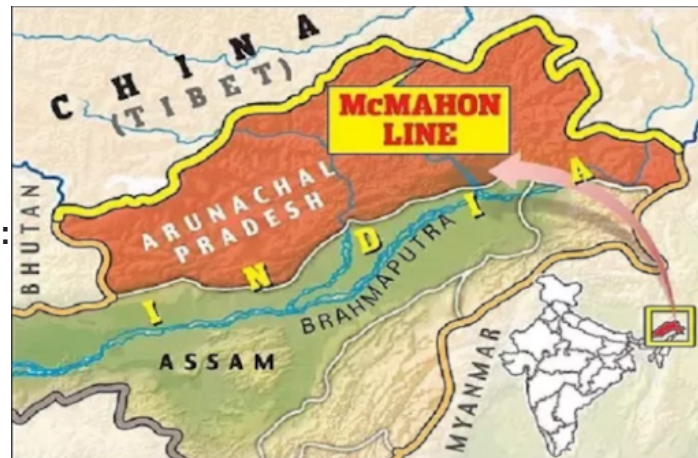 CHINA
(TIBET)
McMAHON
LINE
BHUTAN
ARUNACHAL
PRADESH
INDIA
BRAHMAPUTRA
ASSAM
MYANMAR
: